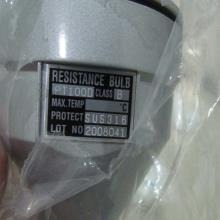 RESISTANCE BULB
PT100Ω CLASS B
MAX.TEMP °C
PROTECT SUS316
LOT NO 2008041